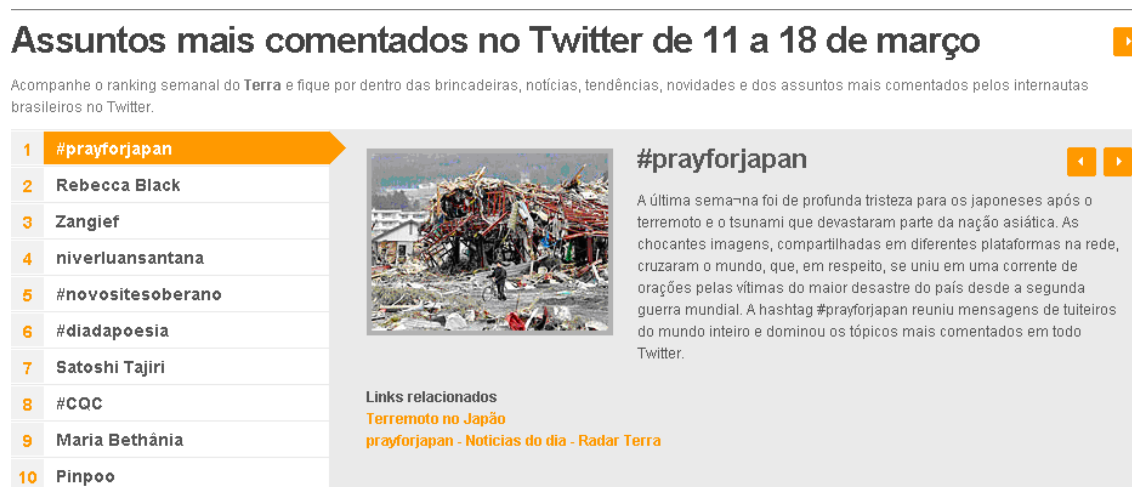 Assuntos mais comentados no Twitter de 11 a 18 de março
Acompanhe o ranking semanal do Terra e fique por dentro das brincadeiras, notícias, tendências, novidades e dos assuntos mais comentados pelos internautas
brasileiros no Twitter.
1 #prayforjapan
2 Rebecca Black
3 Zangief
4 niverluansantana
5 #novositesoberano
6 #diadapoesia
7 Satoshi Tajiri
8 #CQC
9 Maria Bethânia
10 Pinpoo
#prayforjapan
A última sema¬na foi de profunda tristeza para os japoneses após o
terremoto e o tsunami que devastaram parte da nação asiática. As
chocantes imagens, compartilhadas em diferentes plataformas na rede,
cruzaram o mundo, que, em respeito, se uniu em uma corrente de
orações pelas vítimas do maior desastre do país desde a segunda
guerra mundial. A hashtag #prayforjapan reuniu mensagens de tuiteiros
do mundo inteiro e dominou os tópicos mais comentados em todo
Twitter.
Links relacionados
Terremoto no Japão
prayforjapan - Noticias do dia - Radar Terra